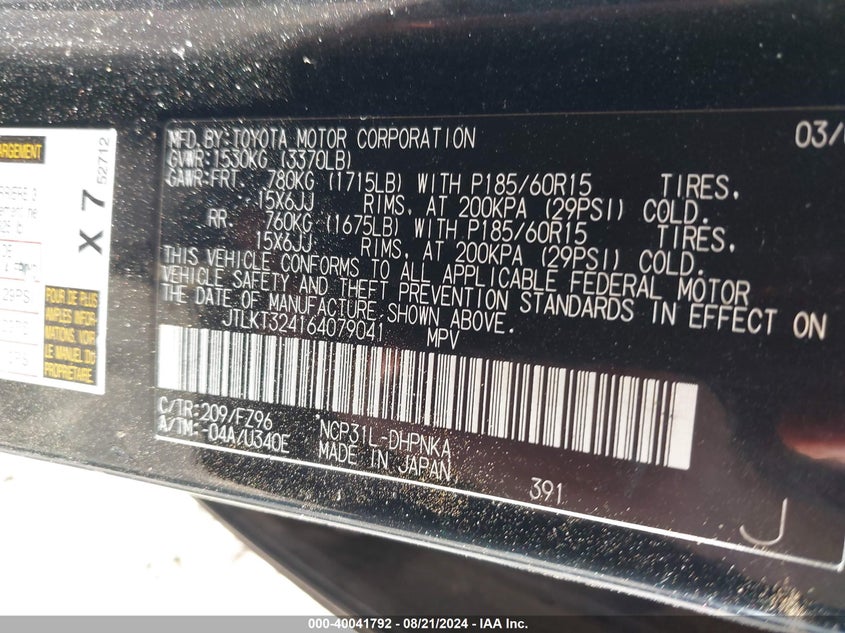 ARGEMENT
X 7
52712
29PS
FOUR DE PLUS
AMPLES INFOR-
MATIONS, VOIR
LE MANUEL DU
PROPRIÉTAIRE.
MFD. BY: TOYOTA MOTOR CORPORATION 03/
GVWR: 1530KG (3370LB)
GAWR: FRT. 780KG (1715LB) WITH P185/60R15 TIRES,
15X6JJ RIMS, AT 200KPA (29PSI) COLD.
RR. 760KG (1675LB) WITH P185/60R15 TIRES,
15X6JJ RIMS, AT 200KPA (29PSI) COLD.
THIS VEHICLE CONFORMS TO ALL APPLICABLE FEDERAL MOTOR
VEHICLE SAFETY AND THEFT PREVENTION STANDARDS IN EFFECT ON
THE DATE OF MANUFACTURE SHOWN ABOVE.
JTLKT324164079041 MPV
C/TR: 209/FZ96 NCP31L-DHPNKA
A/TM: -04A/U340E MADE IN JAPAN
391
J
000-40041792 - 08/21/2024 - IAA Inc.